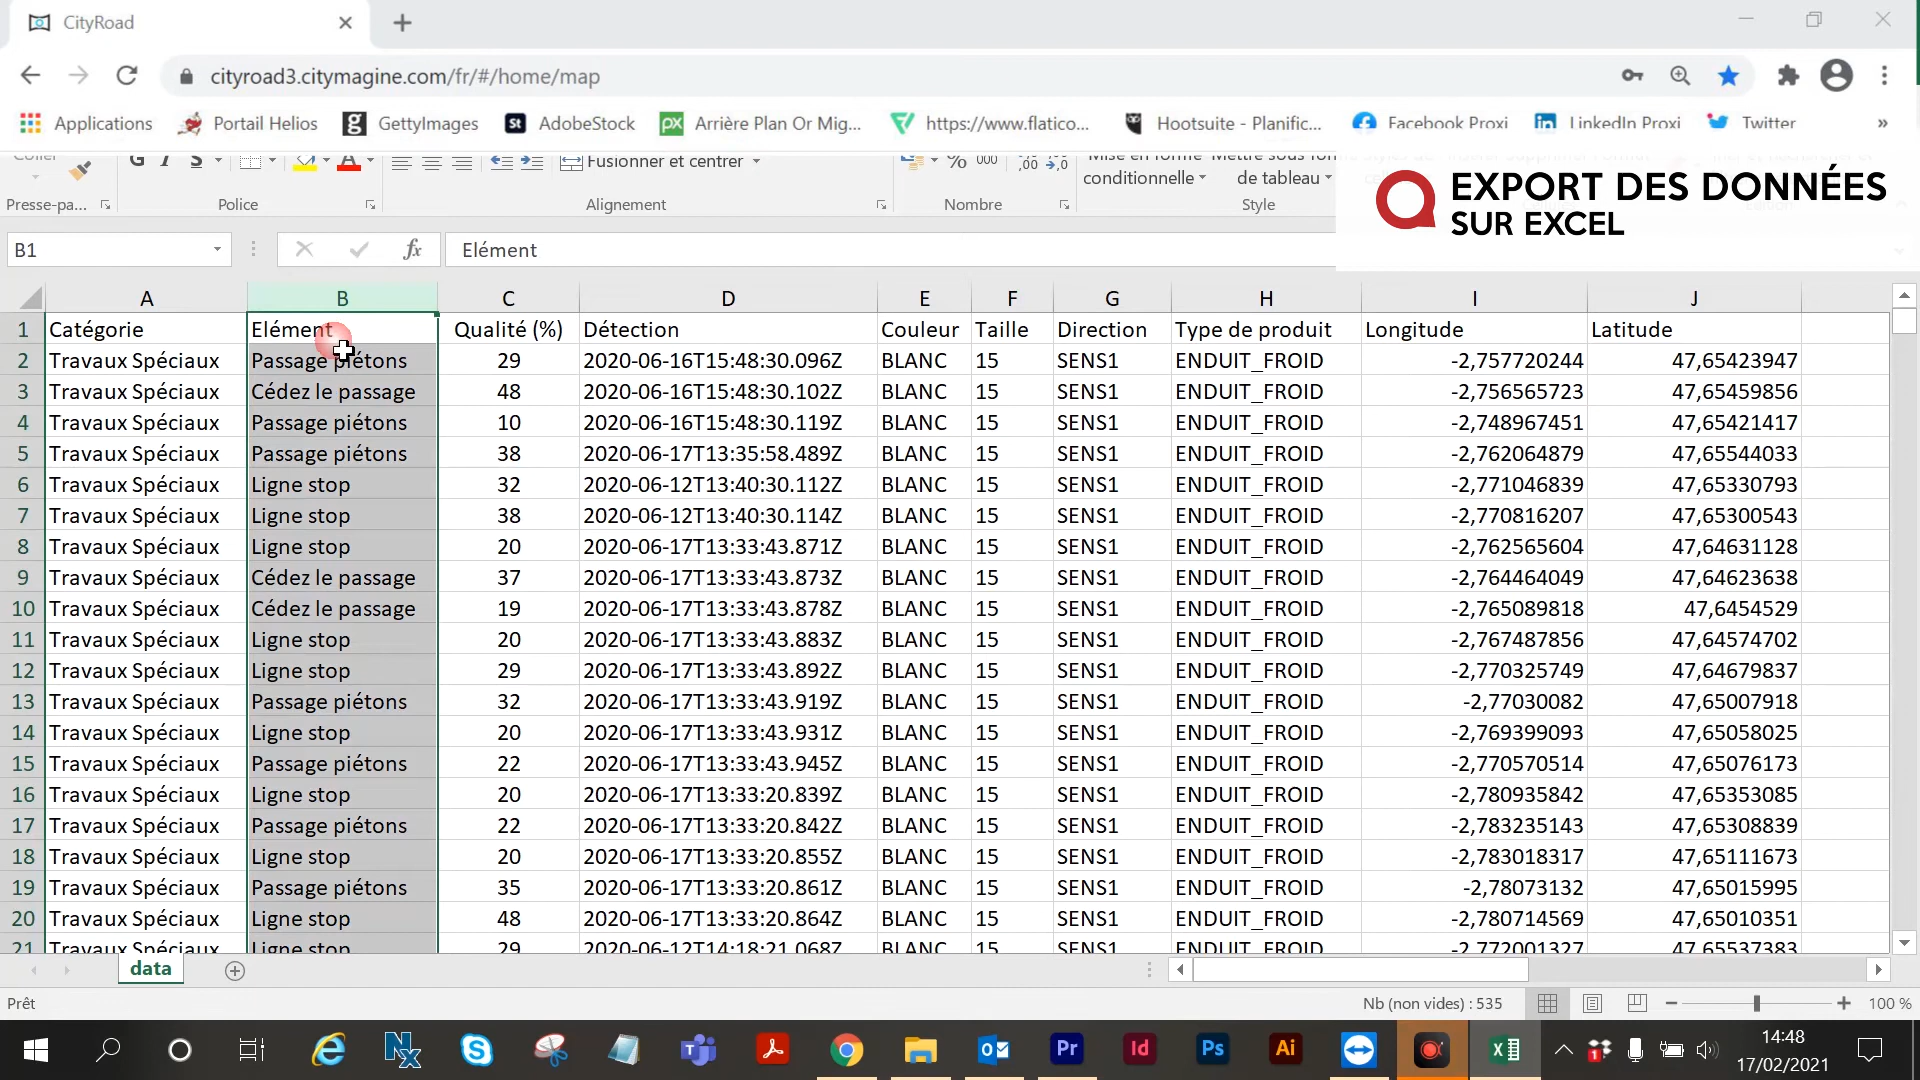 CityRoad
cityroad3.citymagine.com/fr/#/home/map
Applications Portail Helios GettyImages AdobeStock Arrière Plan Or Mig... https://www.flatico... Hootsuite - Planific... Facebook Proxi LinkedIn Proxi Twitter »
G I S A Fusionner et centrer % 000 ,00
conditionnelle de tableau
Presse-pa... Police Alignement Nombre Style
EXPORT DES DONNÉES
SUR EXCEL
B1 fx Elément
A B C D E F G H I J
1 Catégorie Elément Qualité (%) Détection Couleur Taille Direction Type de produit Longitude Latitude
2 Travaux Spéciaux Passage piétons 29 2020-06-16T15:48:30.096Z BLANC 15 SENS1 ENDUIT_FROID -2,757720244 47,65423947
3 Travaux Spéciaux Cédez le passage 48 2020-06-16T15:48:30.102Z BLANC 15 SENS1 ENDUIT_FROID -2,756565723 47,65459856
4 Travaux Spéciaux Passage piétons 10 2020-06-16T15:48:30.119Z BLANC 15 SENS1 ENDUIT_FROID -2,748967451 47,65421417
5 Travaux Spéciaux Passage piétons 38 2020-06-17T13:35:58.489Z BLANC 15 SENS1 ENDUIT_FROID -2,762064879 47,65544033
6 Travaux Spéciaux Ligne stop 32 2020-06-12T13:40:30.112Z BLANC 15 SENS1 ENDUIT_FROID -2,771046839 47,65330793
7 Travaux Spéciaux Ligne stop 38 2020-06-12T13:40:30.114Z BLANC 15 SENS1 ENDUIT_FROID -2,770816207 47,65300543
8 Travaux Spéciaux Ligne stop 20 2020-06-17T13:33:43.871Z BLANC 15 SENS1 ENDUIT_FROID -2,762565604 47,64631128
9 Travaux Spéciaux Cédez le passage 37 2020-06-17T13:33:43.873Z BLANC 15 SENS1 ENDUIT_FROID -2,764464049 47,64623638
10 Travaux Spéciaux Cédez le passage 19 2020-06-17T13:33:43.878Z BLANC 15 SENS1 ENDUIT_FROID -2,765089818 47,6454529
11 Travaux Spéciaux Ligne stop 20 2020-06-17T13:33:43.883Z BLANC 15 SENS1 ENDUIT_FROID -2,767487856 47,64574702
12 Travaux Spéciaux Ligne stop 29 2020-06-17T13:33:43.892Z BLANC 15 SENS1 ENDUIT_FROID -2,770325749 47,64679837
13 Travaux Spéciaux Passage piétons 32 2020-06-17T13:33:43.919Z BLANC 15 SENS1 ENDUIT_FROID -2,77030082 47,65007918
14 Travaux Spéciaux Ligne stop 20 2020-06-17T13:33:43.931Z BLANC 15 SENS1 ENDUIT_FROID -2,769399093 47,65058025
15 Travaux Spéciaux Passage piétons 22 2020-06-17T13:33:43.945Z BLANC 15 SENS1 ENDUIT_FROID -2,770570514 47,65076173
16 Travaux Spéciaux Ligne stop 20 2020-06-17T13:33:20.839Z BLANC 15 SENS1 ENDUIT_FROID -2,780935842 47,65353085
17 Travaux Spéciaux Passage piétons 22 2020-06-17T13:33:20.842Z BLANC 15 SENS1 ENDUIT_FROID -2,783235143 47,65308839
18 Travaux Spéciaux Ligne stop 20 2020-06-17T13:33:20.855Z BLANC 15 SENS1 ENDUIT_FROID -2,783018317 47,65111673
19 Travaux Spéciaux Passage piétons 35 2020-06-17T13:33:20.861Z BLANC 15 SENS1 ENDUIT_FROID -2,78073132 47,65015995
20 Travaux Spéciaux Ligne stop 48 2020-06-17T13:33:20.864Z BLANC 15 SENS1 ENDUIT_FROID -2,780714569 47,65010351
21 Travaux Spéciaux Ligne stop 29 2020-06-12T14:18:21.068Z BLANC 15 SENS1 ENDUIT_FROID -2,772001327 47,65537383
data
Prêt Nb (non vides) : 535 100 %
14:48
17/02/2021